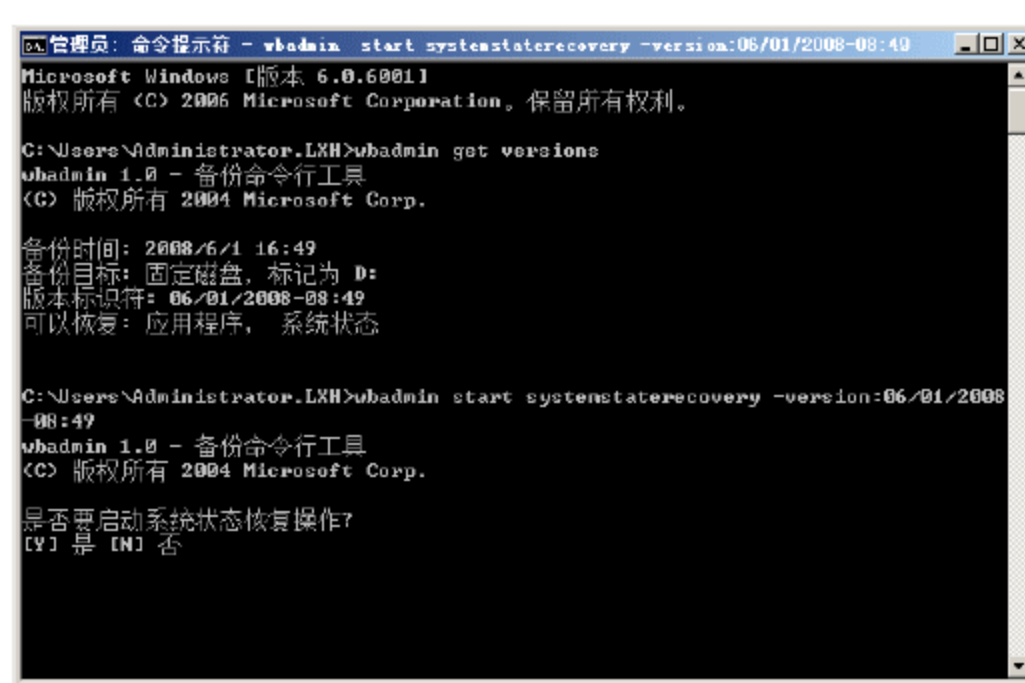 管理员: 命令提示符 - wbadmin start systemstaterecovery -version:06/01/2008-08:49
Microsoft Windows [版本 6.0.6001]
版权所有 (C) 2006 Microsoft Corporation。保留所有权利。
C:\Users\Administrator.LXH>wbadmin get versions
wbadmin 1.0 - 备份命令行工具
(C) 版权所有 2004 Microsoft Corp.
备份时间: 2008/6/1 16:49
备份目标: 固定磁盘, 标记为 D:
版本标识符: 06/01/2008-08:49
可以恢复: 应用程序, 系统状态
C:\Users\Administrator.LXH>wbadmin start systemstaterecovery -version:06/01/2008
-08:49
wbadmin 1.0 - 备份命令行工具
(C) 版权所有 2004 Microsoft Corp.
是否要启动系统状态恢复操作?
[Y] 是 [N] 否